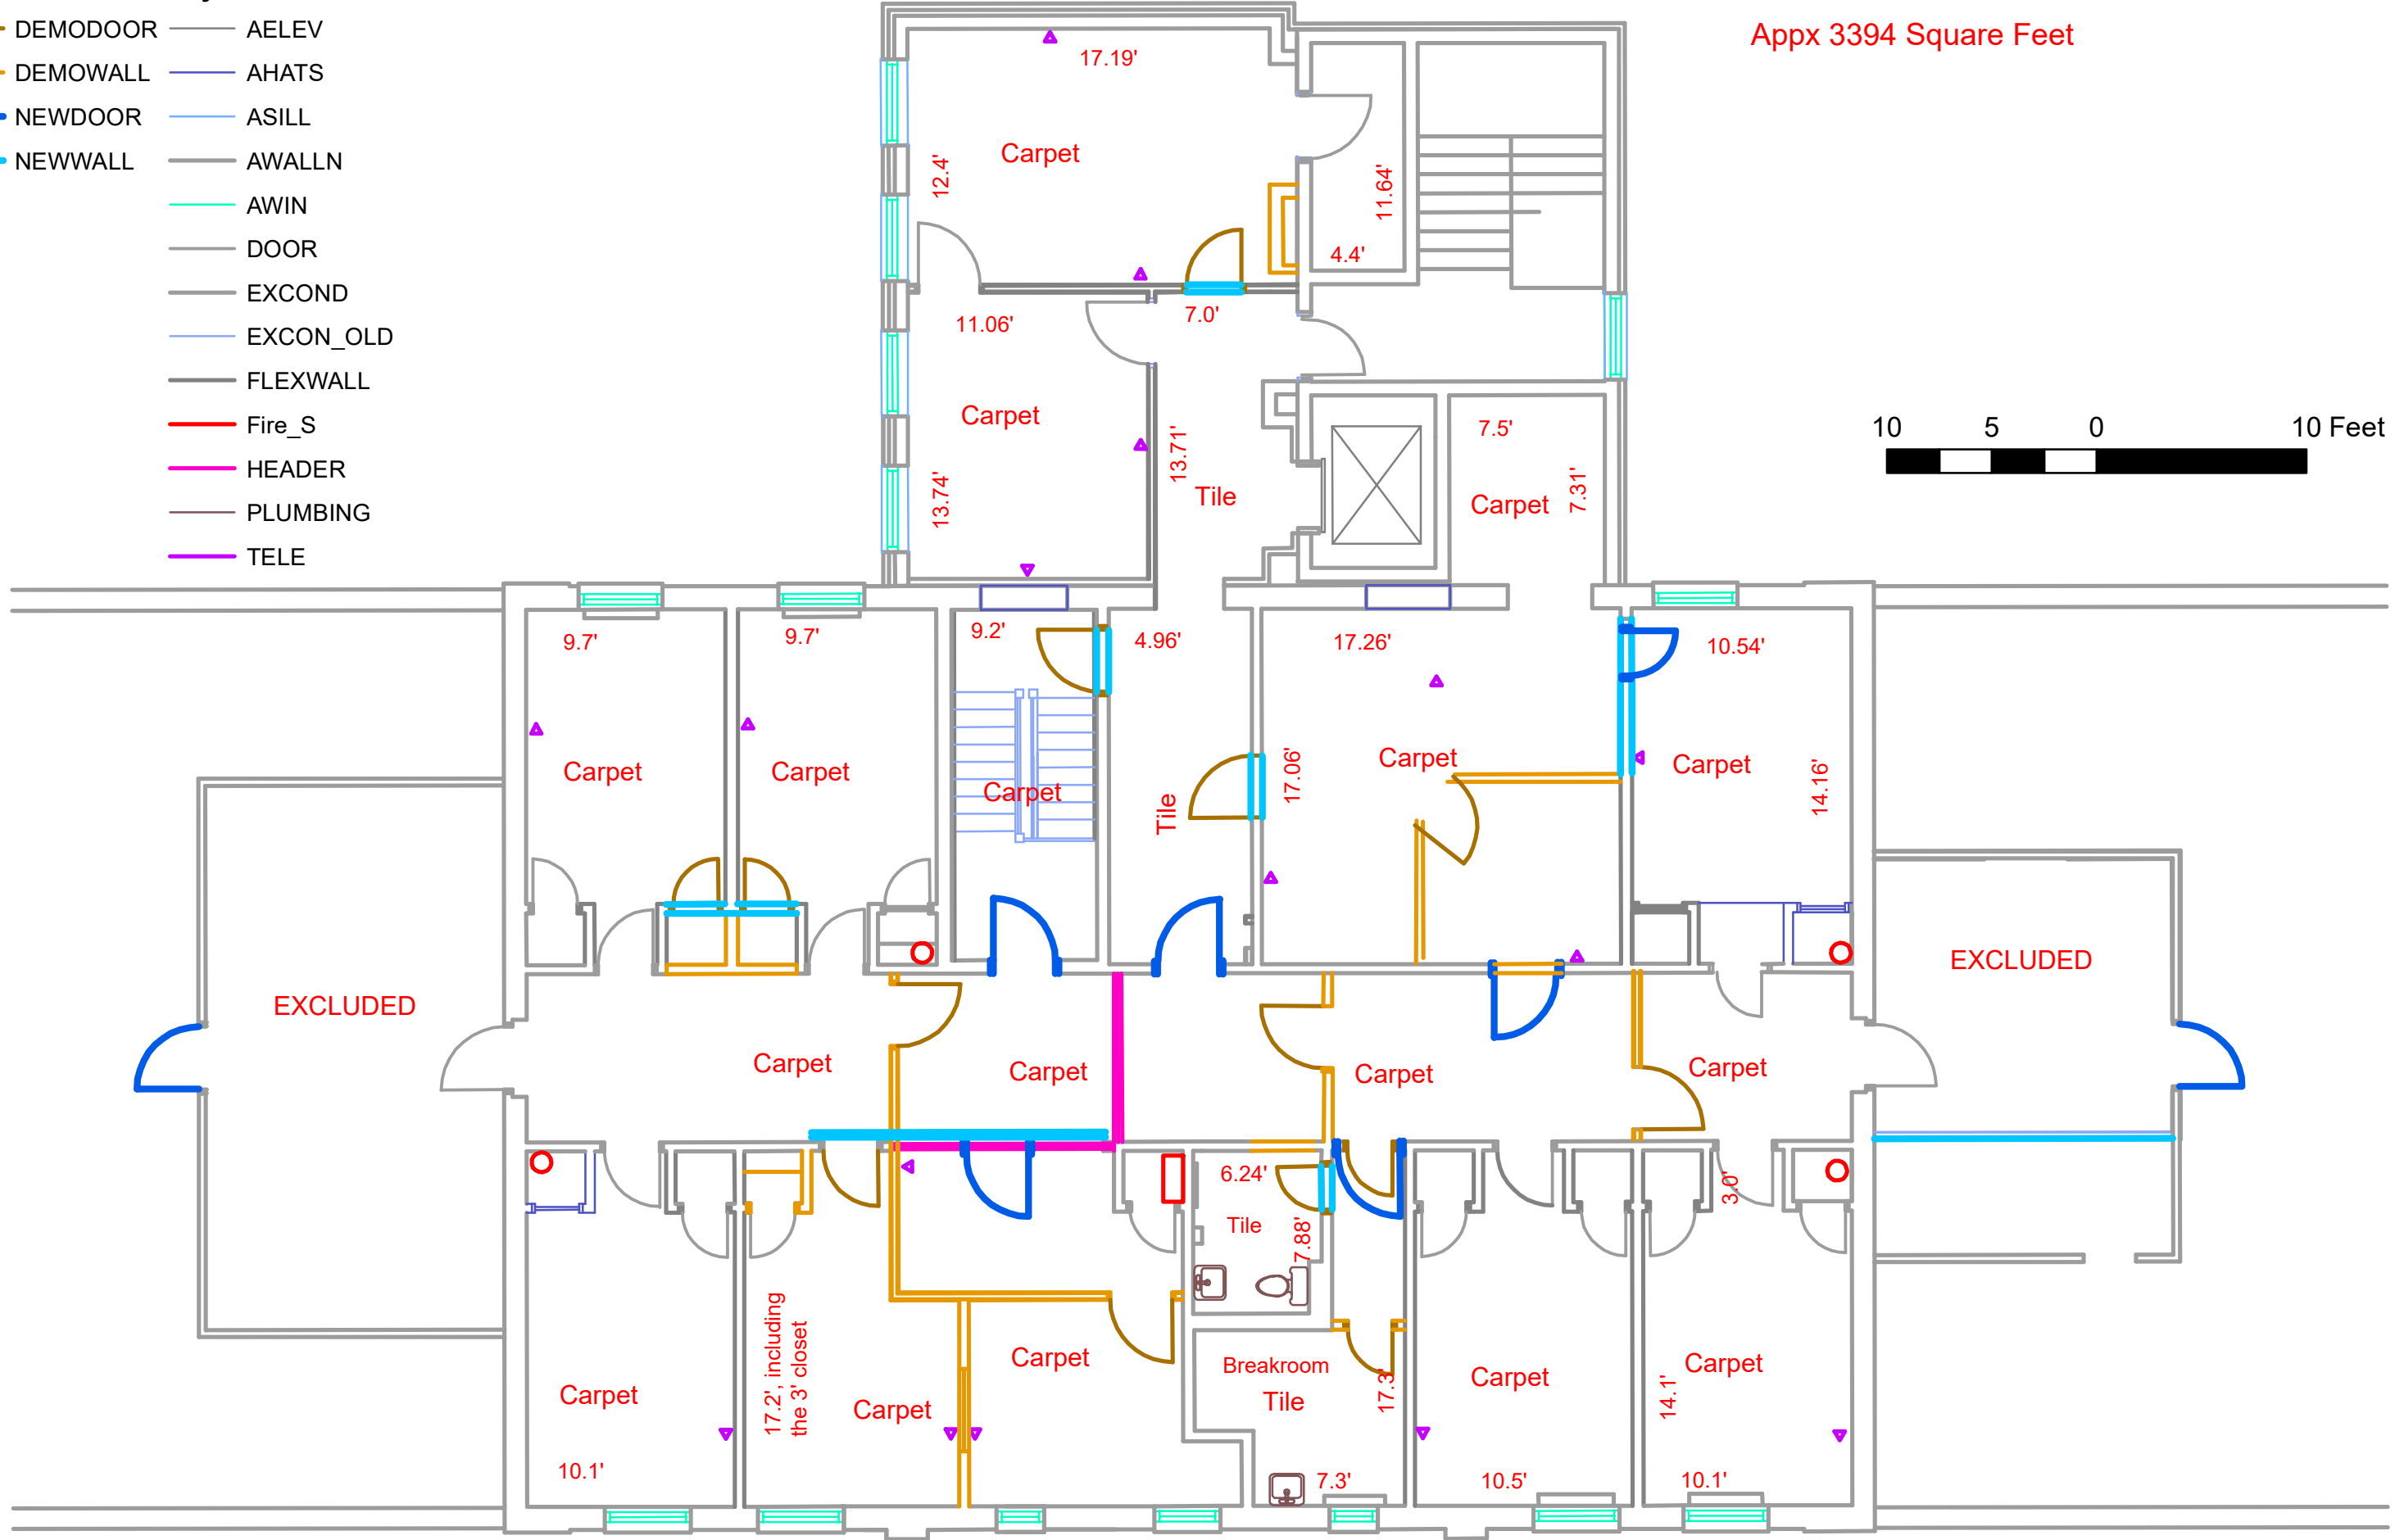 DEMODOOR
DEMOWALL
NEWDOOR
NEWWALL
AELEV
AHATS
ASILL
AWALLN
AWIN
DOOR
EXCOND
EXCON_OLD
FLEXWALL
Fire_S
HEADER
PLUMBING
TELE
Appx 3394 Square Feet
10 5 0 10 Feet
17.19'
Carpet
12.4'
11.64'
4.4'
11.06'
7.0'
Carpet
13.74'
13.71'
Tile
7.5'
Carpet
7.31'
9.7'
9.7'
9.2'
4.96'
17.26'
10.54'
Carpet
Carpet
Carpet
Tile
17.06'
Carpet
Carpet
14.16'
EXCLUDED
EXCLUDED
Carpet
Carpet
Carpet
Carpet
6.24'
Tile
7.88'
3.0'
17.2', including
the 3' closet
Carpet
Breakroom
Tile
17.3'
Carpet
Carpet
14.1'
Carpet
Carpet
10.1'
7.3'
10.5'
10.1'